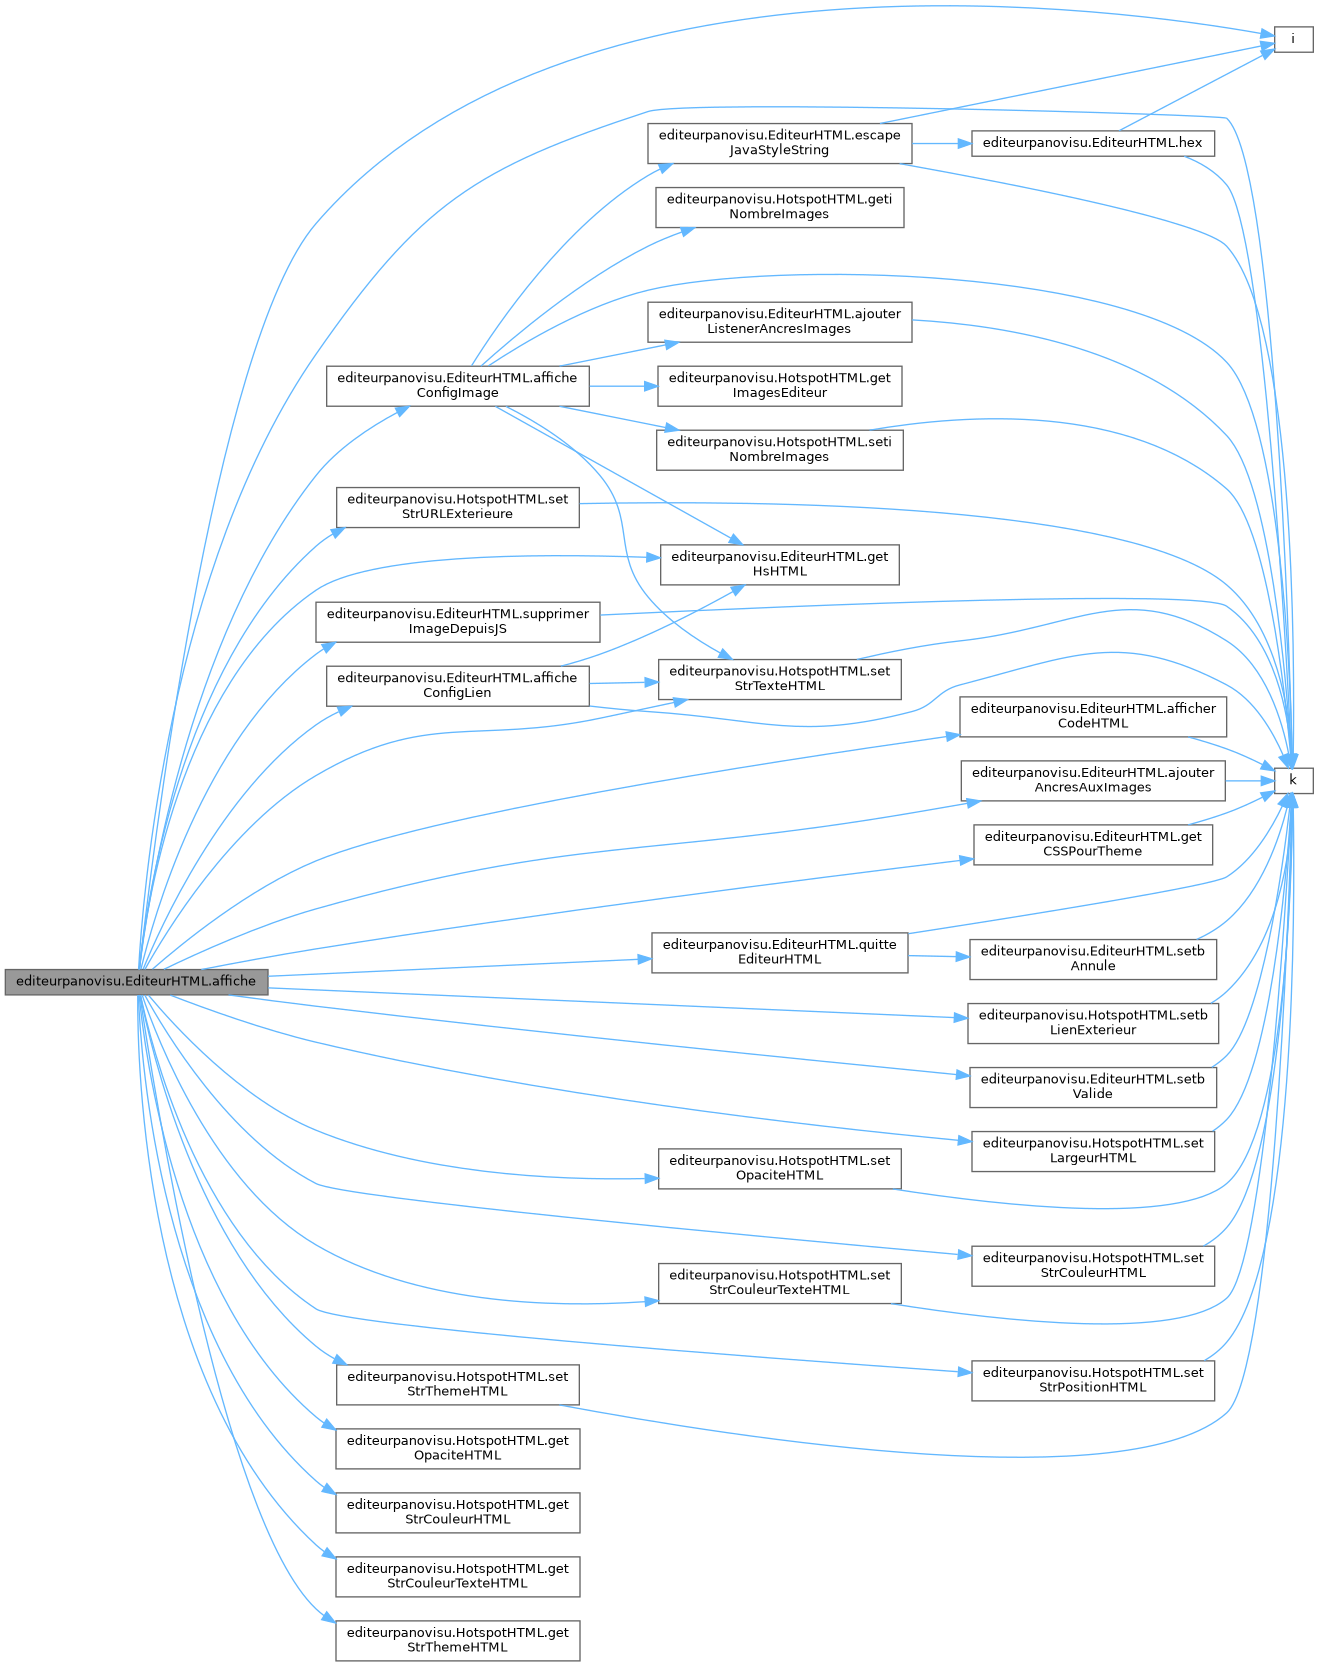 i
editeurpanovisu.EditeurHTML.escape
JavaStyleString
editeurpanovisu.EditeurHTML.hex
editeurpanovisu.HotspotHTML.geti
NombreImages
editeurpanovisu.EditeurHTML.ajouter
ListenerAncresImages
editeurpanovisu.EditeurHTML.affiche
ConfigImage
editeurpanovisu.HotspotHTML.get
ImagesEditeur
editeurpanovisu.HotspotHTML.seti
NombreImages
editeurpanovisu.HotspotHTML.set
StrURLExterieure
editeurpanovisu.EditeurHTML.get
HsHTML
editeurpanovisu.EditeurHTML.supprimer
ImageDepuisJS
editeurpanovisu.EditeurHTML.affiche
ConfigLien
editeurpanovisu.HotspotHTML.set
StrTexteHTML
editeurpanovisu.EditeurHTML.afficher
CodeHTML
editeurpanovisu.EditeurHTML.ajouter
AncresAuxImages
k
editeurpanovisu.EditeurHTML.get
CSSPourTheme
editeurpanovisu.EditeurHTML.quitte
EditeurHTML
editeurpanovisu.EditeurHTML.setb
Annule
editeurpanovisu.EditeurHTML.affiche
editeurpanovisu.HotspotHTML.setb
LienExterieur
editeurpanovisu.EditeurHTML.setb
Valide
editeurpanovisu.HotspotHTML.set
LargeurHTML
editeurpanovisu.HotspotHTML.set
OpaciteHTML
editeurpanovisu.HotspotHTML.set
StrCouleurHTML
editeurpanovisu.HotspotHTML.set
StrCouleurTexteHTML
editeurpanovisu.HotspotHTML.set
StrPositionHTML
editeurpanovisu.HotspotHTML.set
StrThemeHTML
editeurpanovisu.HotspotHTML.get
OpaciteHTML
editeurpanovisu.HotspotHTML.get
StrCouleurHTML
editeurpanovisu.HotspotHTML.get
StrCouleurTexteHTML
editeurpanovisu.HotspotHTML.get
StrThemeHTML